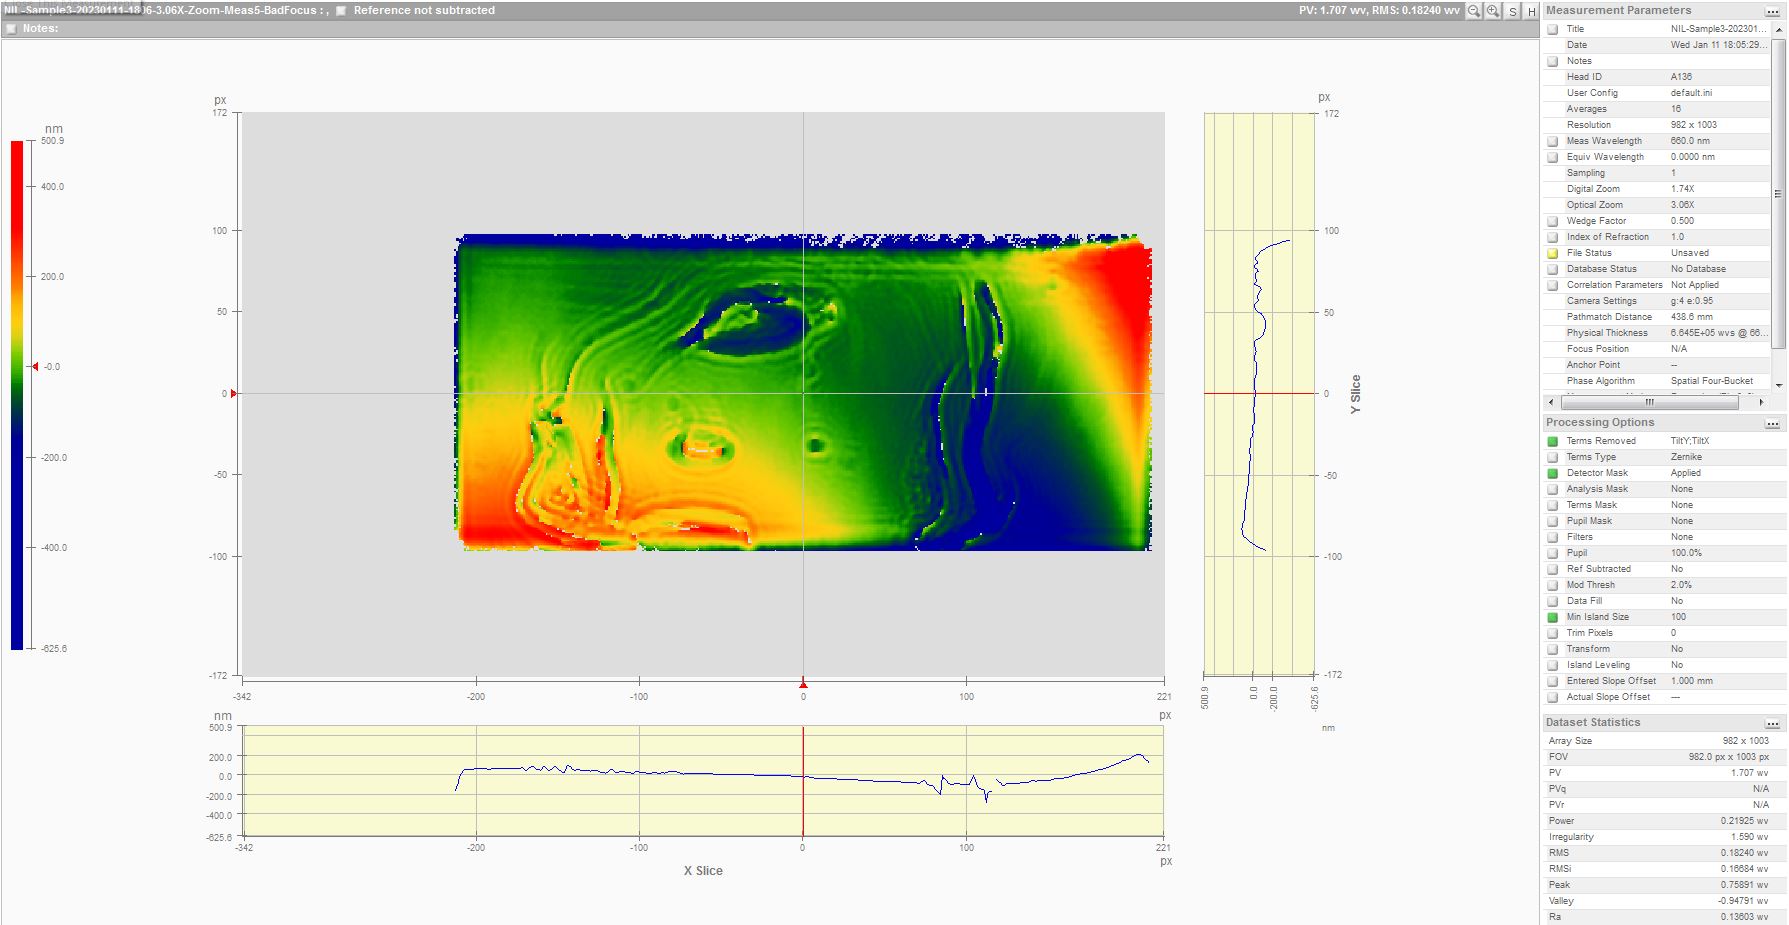 NIL-Sample3-20230111-1806-3.06X-Zoom-Meas5-BadFocus : , Reference not subtracted PV: 1.707 wv, RMS: 0.18240 wv S H
Notes:
nm
500.9
400.0
200.0
-0.0
-200.0
-400.0
-625.6
px
172
100
50
0
-50
-100
-172
-342 -200 -100 0 100 221
px
px
172
100
50
0
-50
-100
-172
Y Slice
500.9 0.0 -200.0 -625.6
nm
nm
500.9
200.0
0.0
-200.0
-400.0
-625.6
-342 -200 -100 0 100 221
px
X Slice
Measurement Parameters ...
Title NIL-Sample3-202301...
Date Wed Jan 11 18:05:29...
Notes
Head ID A136
User Config default.ini
Averages 16
Resolution 982 x 1003
Meas Wavelength 660.0 nm
Equiv Wavelength 0.0000 nm
Sampling 1
Digital Zoom 1.74X
Optical Zoom 3.06X
Wedge Factor 0.500
Index of Refraction 1.0
File Status Unsaved
Database Status No Database
Correlation Parameters Not Applied
Camera Settings g:4 e:0.95
Pathmatch Distance 438.6 mm
Physical Thickness 6.645E+05 wvs @ 66...
Focus Position N/A
Anchor Point --
Phase Algorithm Spatial Four-Bucket
Processing Options ...
Terms Removed TiltY;TiltX
Terms Type Zernike
Detector Mask Applied
Analysis Mask None
Terms Mask None
Pupil Mask None
Filters None
Pupil 100.0%
Ref Subtracted No
Mod Thresh 2.0%
Data Fill No
Min Island Size 100
Trim Pixels 0
Transform No
Island Leveling No
Entered Slope Offset 1.000 mm
Actual Slope Offset ---
Dataset Statistics ...
Array Size 982 x 1003
FOV 982.0 px x 1003 px
PV 1.707 wv
PVq N/A
PVr N/A
Power 0.21925 wv
Irregularity 1.590 wv
RMS 0.18240 wv
RMSi 0.16684 wv
Peak 0.75891 wv
Valley -0.94791 wv
Ra 0.13603 wv